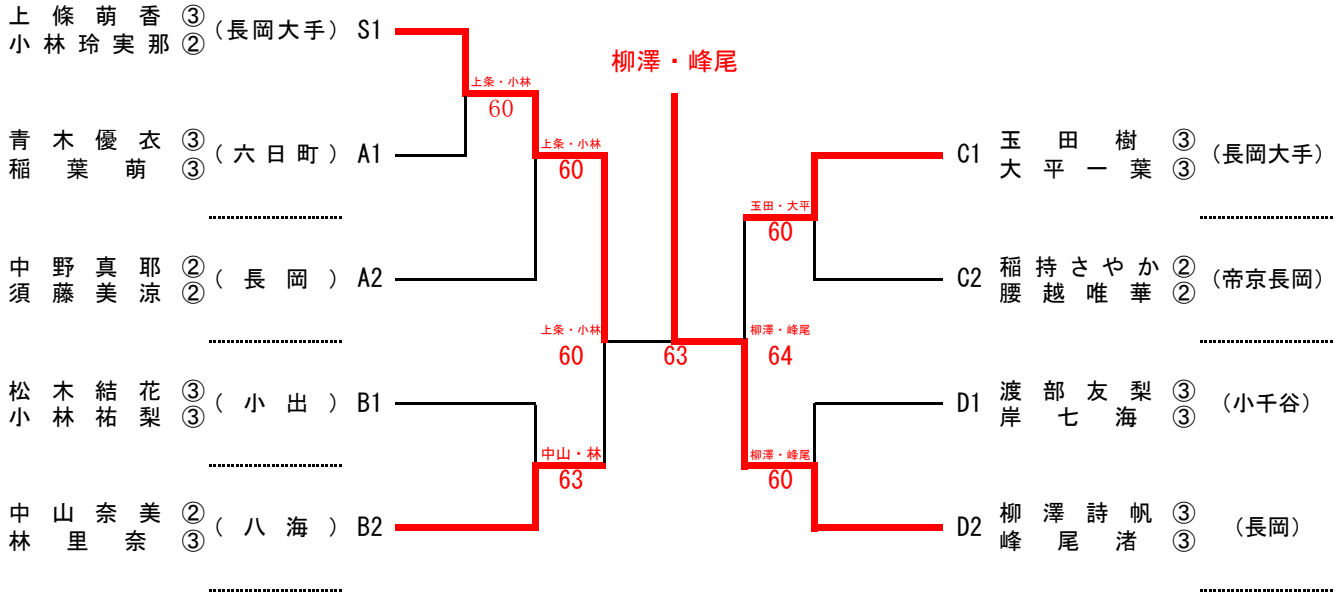 上條萌香 ③
小林玲実那 ②
(長岡大手) S1
上条・小林
60
青木優衣 ③
稲葉萌 ③
(六日町) A1
上条・小林
60
中野真耶 ②
須藤美涼 ②
(長岡) A2
上条・小林
60
松木結花 ③
小林祐梨 ③
(小出) B1
中山・林
63
中山奈美 ②
林里奈 ③
(八海) B2
柳澤・峰尾
63
C1 玉田樹 ③
大平一葉 ③
(長岡大手)
玉田・大平
60
C2 稲持さやか ②
腰越唯華 ②
(帝京長岡)
柳澤・峰尾
64
D1 渡部友梨 ③
岸七海 ③
(小千谷)
柳澤・峰尾
60
D2 柳澤詩帆 ③
峰尾渚 ③
(長岡)